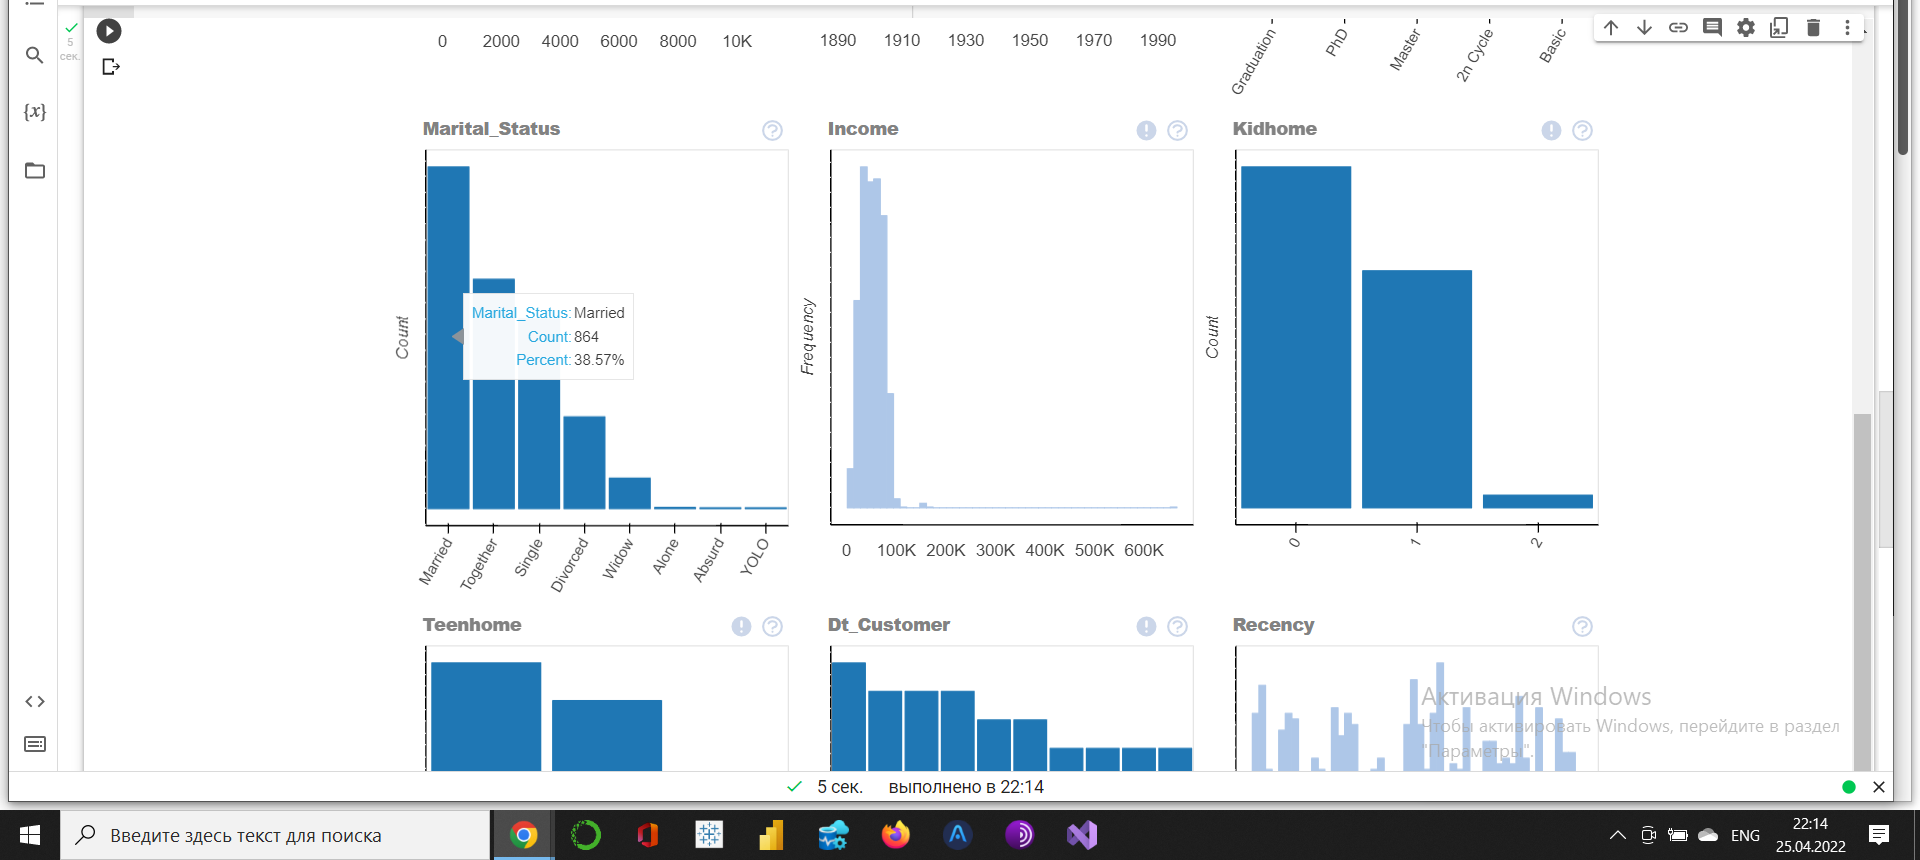 5
сек.
0 2000 4000 6000 8000 10K
1890 1910 1930 1950 1970 1990
Graduation PhD Master 2n Cycle Basic
{x}
Marital_Status
Income
Kidhome
Count
Marital_Status: Married
Count: 864
Percent: 38.57%
Married Together Single Divorced Widow Alone Absurd YOLO
Frequency
0 100K 200K 300K 400K 500K 600K
Count
0 1 2
Teenhome
Dt_Customer
Recency
Активация Windows
Чтобы активировать Windows, перейдите в раздел
"Параметры".
5 сек. выполнено в 22:14
Введите здесь текст для поиска
ENG
22:14
25.04.2022